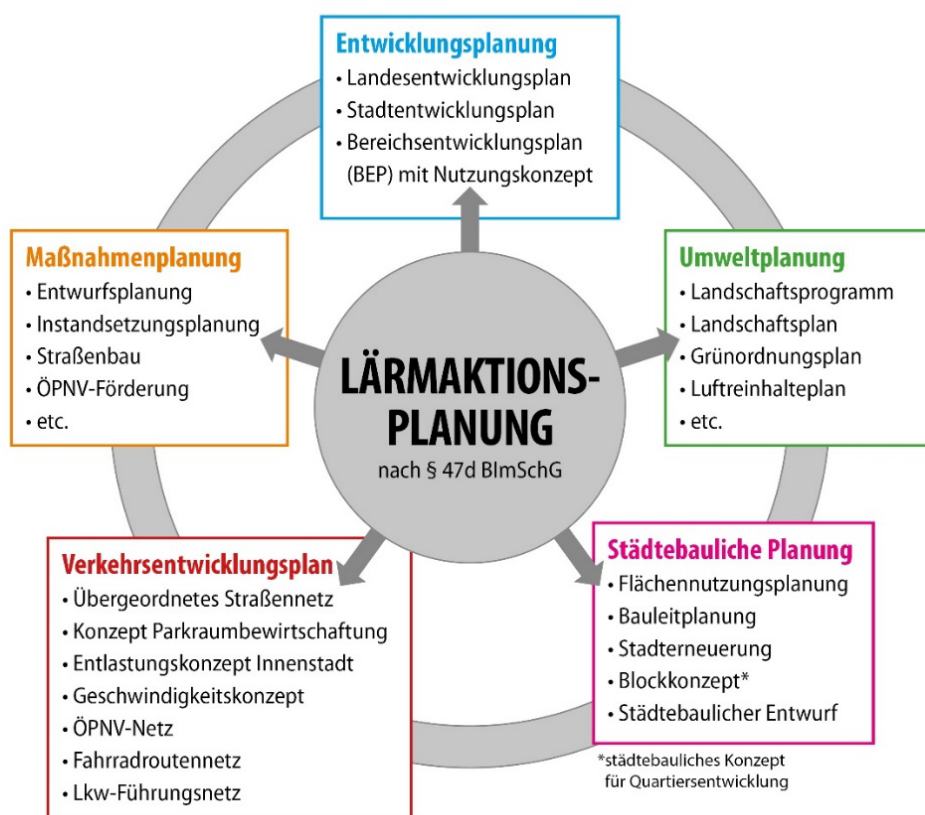 Entwicklungsplanung
• Landesentwicklungsplan
• Stadtentwicklungsplan
• Bereichsentwicklungsplan
(BEP) mit Nutzungskonzept
Maßnahmenplanung
• Entwurfsplanung
• Instandsetzungsplanung
• Straßenbau
• ÖPNV-Förderung
• etc.
Umweltplanung
• Landschaftsprogramm
• Landschaftsplan
• Grünordnungsplan
• Luftreinhalteplan
• etc.
LÄRMAKTIONS-
PLANUNG
nach § 47d BImSchG
Verkehrsentwicklungsplan
• Übergeordnetes Straßennetz
• Konzept Parkraumbewirtschaftung
• Entlastungskonzept Innenstadt
• Geschwindigkeitskonzept
• ÖPNV-Netz
• Fahrradroutennetz
• Lkw-Führungsnetz
Städtebauliche Planung
• Flächennutzungsplanung
• Bauleitplanung
• Stadterneuerung
• Blockkonzept*
• Städtebaulicher Entwurf
*städtebauliches Konzept
für Quartiersentwicklung